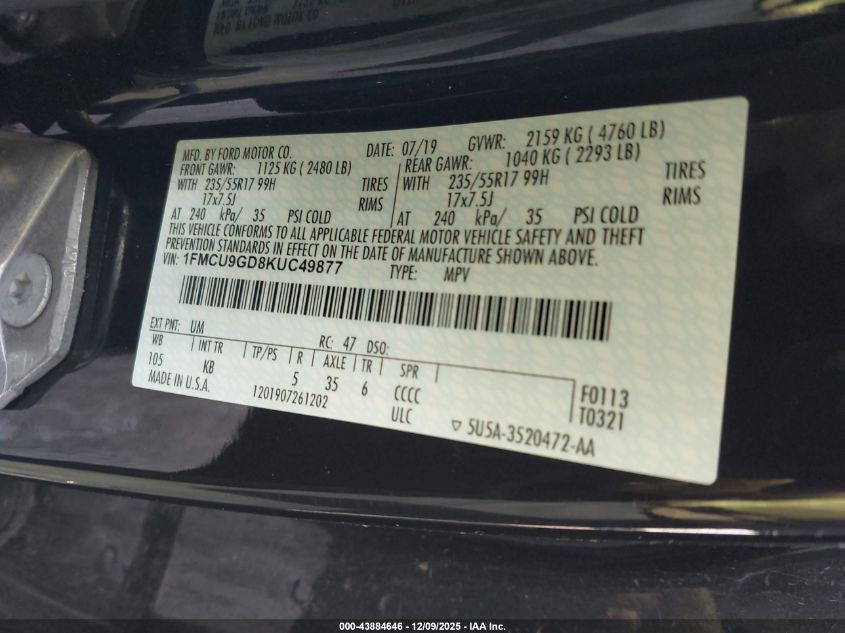 MFD. BY FORD MOTOR CO. DATE: 07/19 GVWR: 2159 KG ( 4760 LB)
FRONT GAWR: 1125 KG ( 2480 LB) REAR GAWR: 1040 KG ( 2293 LB)
WITH 235/55R17 99H TIRES WITH 235/55R17 99H TIRES
17x7.5J RIMS 17x7.5J RIMS
AT 240 kPa/ 35 PSI COLD AT 240 kPa/ 35 PSI COLD
THIS VEHICLE CONFORMS TO ALL APPLICABLE FEDERAL MOTOR VEHICLE SAFETY AND THEFT
PREVENTION STANDARDS IN EFFECT ON THE DATE OF MANUFACTURE SHOWN ABOVE.
VIN: 1FMCU9GD8KUC49877 TYPE: MPV
EXT PNT: UM RC: 47 DSO:
WB INT TR TP/PS R AXLE TR SPR
105 KB 5 35 6 CCCC F0113
MADE IN U.S.A. 1201907261202 ULC T0321
▽ 5U5A-3520472-AA
000-43884646 - 12/09/2025 - IAA Inc.